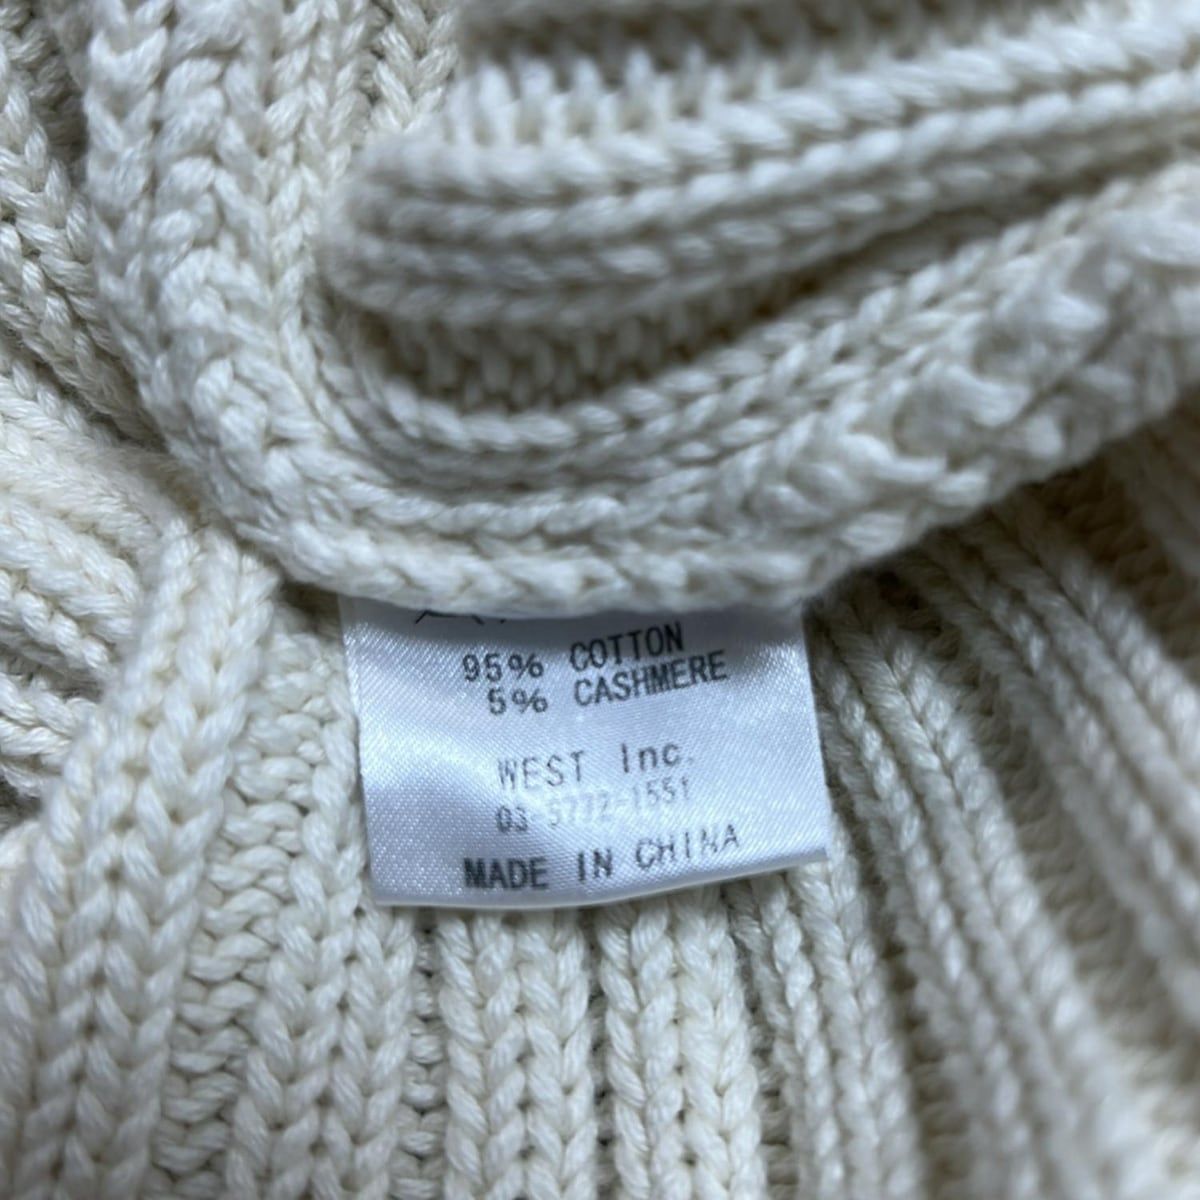 95% COTTON
5% CASHMERE
WEST Inc.
03-5772-1551
MADE IN CHINA